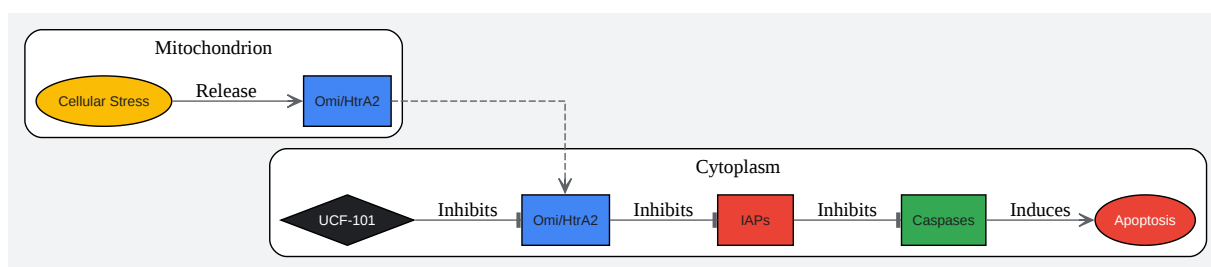 Mitochondrion
Cellular Stress
Release
Omi/HtrA2
Cytoplasm
UCF-101
Inhibits
Omi/HtrA2
Inhibits
IAPs
Inhibits
Caspases
Induces
Apoptosis